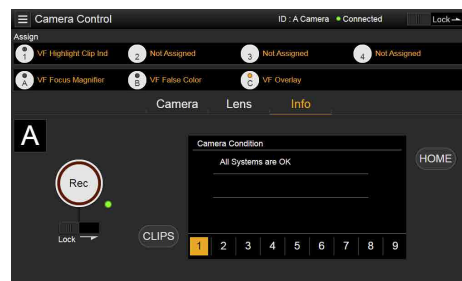 Camera Control
ID : A Camera
Connected
Lock
Assign
1 VF Highlight Clip Ind
2 Not Assigned
3 Not Assigned
4 Not Assigned
A VF Focus Magnifier
B VF False Color
C VF Overlay
Camera Lens Info
A
Camera Condition
All Systems are OK
HOME
Rec
Lock
CLIPS
1 2 3 4 5 6 7 8 9